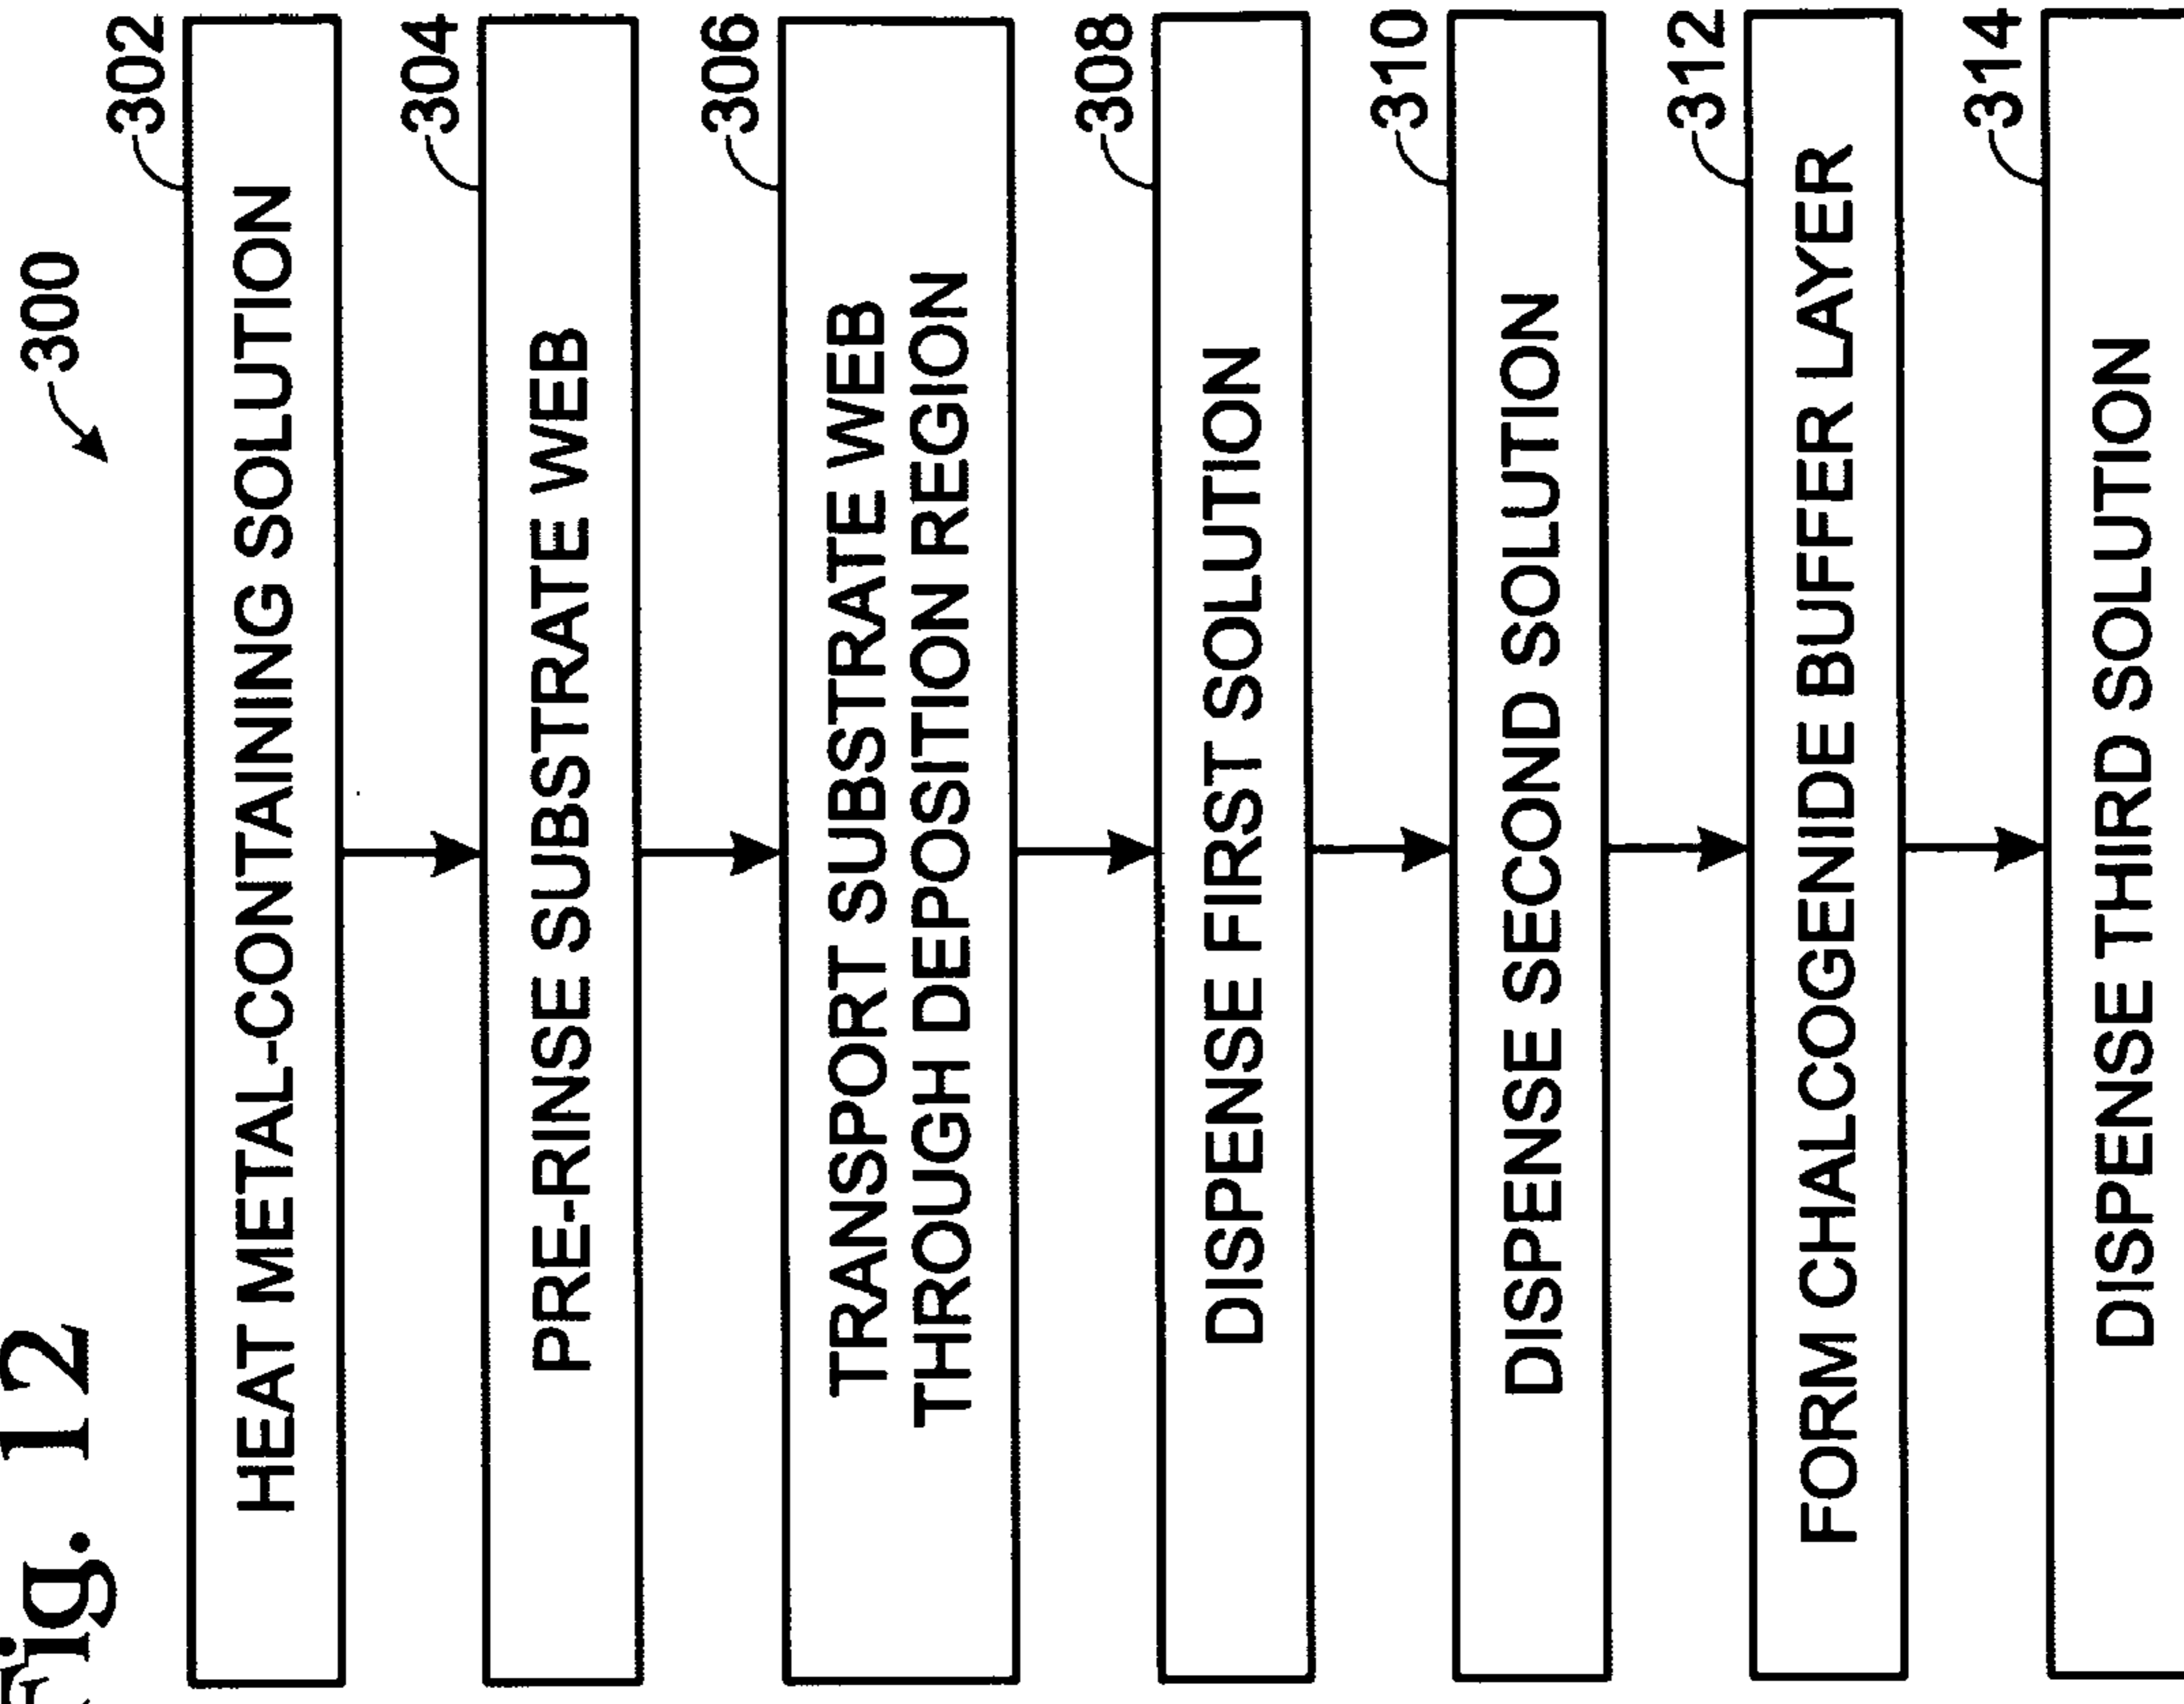 Fig. 12
300
302
HEAT METAL-CONTAINING SOLUTION
304
PRE-RINSE SUBSTRATE WEB
306
TRANSPORT SUBSTRATE WEB
THROUGH DEPOSITION REGION
308
DISPENSE FIRST SOLUTION
310
DISPENSE SECOND SOLUTION
312
FORM CHALCOGENIDE BUFFER LAYER
314
DISPENSE THIRD SOLUTION